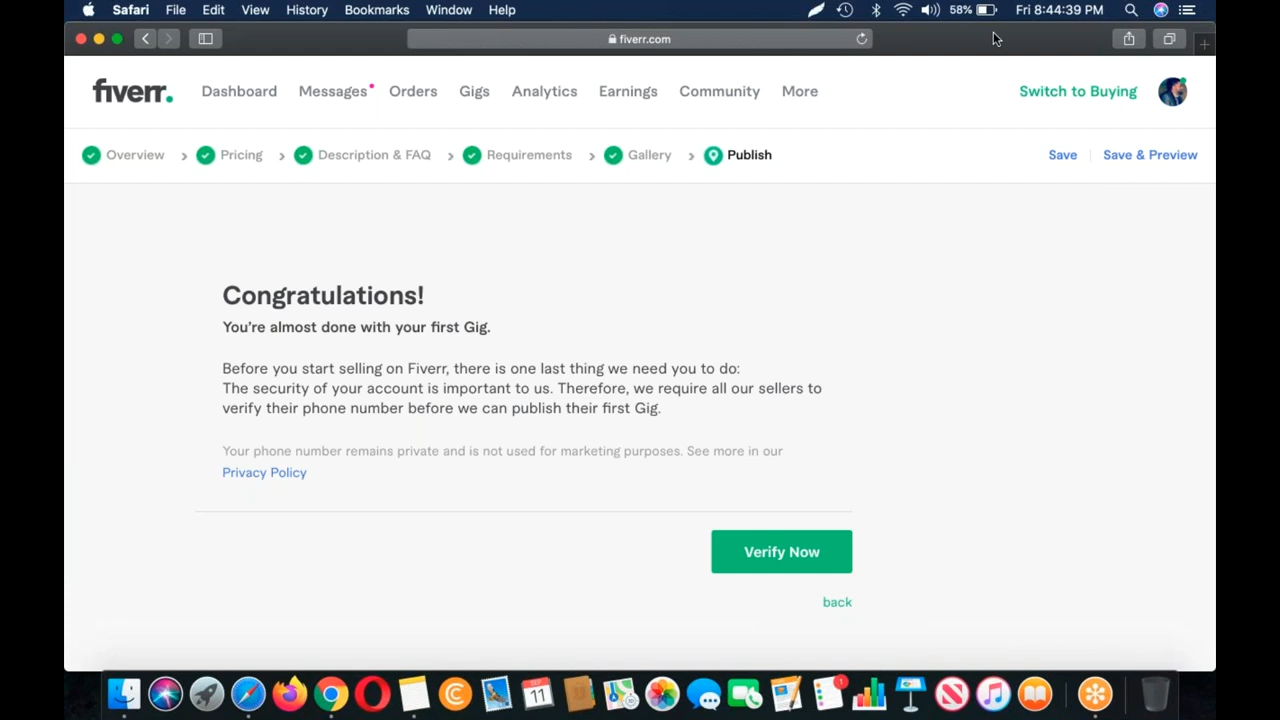 Safari File Edit View History Bookmarks Window Help 58% Fri 8:44:39 PM
fiverr.com
fiverr. Dashboard Messages Orders Gigs Analytics Earnings Community More Switch to Buying
Overview Pricing Description & FAQ Requirements Gallery Publish Save Save & Preview
Congratulations!
You're almost done with your first Gig.
Before you start selling on Fiverr, there is one last thing we need you to do:
The security of your account is important to us. Therefore, we require all our sellers to
verify their phone number before we can publish their first Gig.
Your phone number remains private and is not used for marketing purposes. See more in our
Privacy Policy
Verify Now
back
11
1